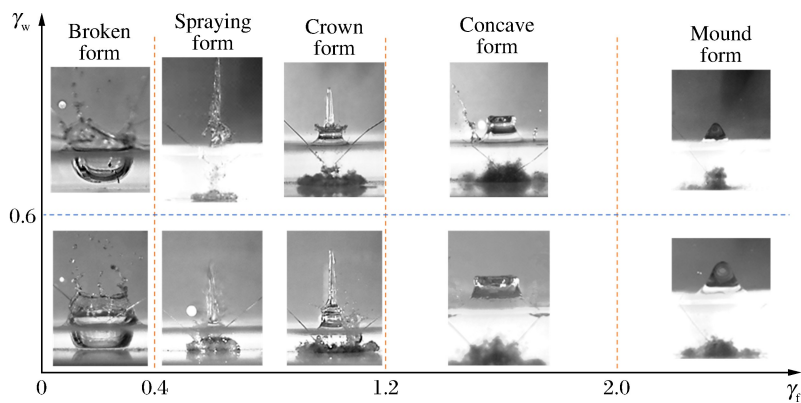 γw
Broken
form
Spraying
form
Crown
form
Concave
form
Mound
form
0.6
0
0.4
1.2
2.0
γf